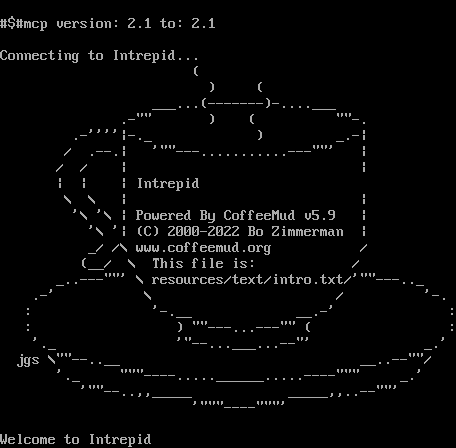 #$#mcp version: 2.1 to: 2.1
Connecting to Intrepid...
Intrepid
Powered By CoffeeMud v5.9
(C) 2000-2022 Bo Zimmerman
www.coffeemud.org
This file is:
resources/text/intro.txt
jgs
Welcome to Intrepid